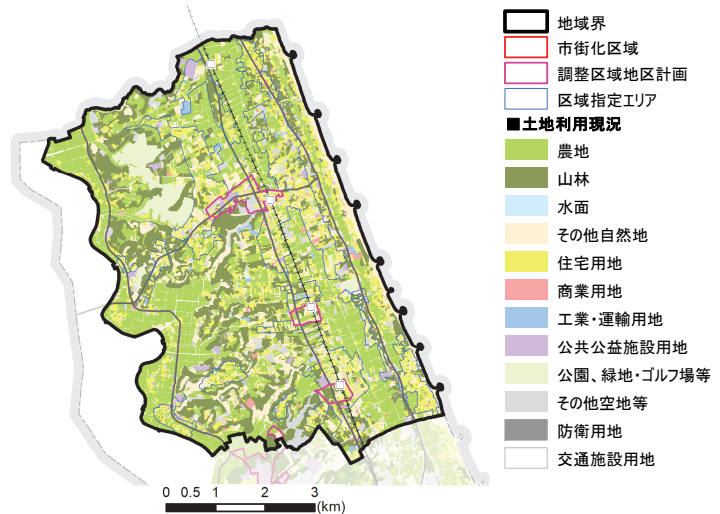 地域界
市街化区域
調整区域地区計画
区域指定エリア
■土地利用現況
農地
山林
水面
その他自然地
住宅用地
商業用地
工業・運輸用地
公共公益施設用地
公園、緑地・ゴルフ場等
その他空地等
防衛用地
交通施設用地
0 0.5 1 2 3
(km)